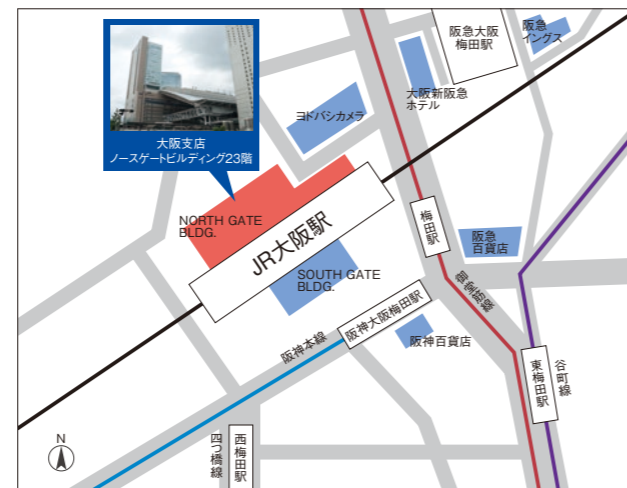 阪急大阪
梅田駅
阪急
イングス
大阪新阪急
ホテル
ヨドバシカメラ
大阪支店
ノースゲートビルディング23階
NORTH GATE
BLDG.
JR大阪駅
SOUTH GATE
BLDG.
梅田駅
阪急
百貨店
御堂筋線
阪神本線
阪神大阪梅田駅
阪神百貨店
東梅田駅
谷町線
N
四つ橋線
西梅田駅